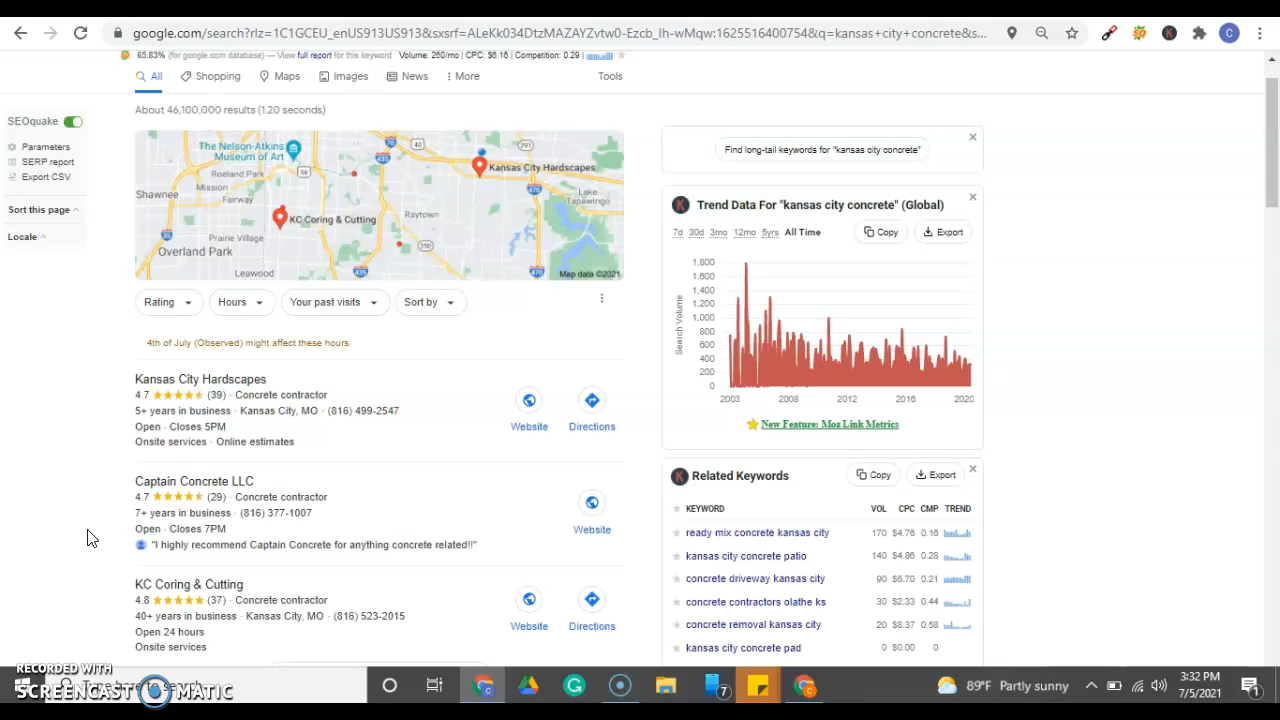 google.com/search?rlz=1C1GCEU_enUS913US913&sxsrf=ALeKk034DtzMAZAYZvtw0-Ezcb_Ih-wMqw:1625516400754&q=kansas+city+concrete&s...
65.83% (for google.com database) — View full report for this keyword Volume: 260/mo | CPC: $6.16 | Competition: 0.29 |
All Shopping Maps Images News More Tools
About 46,100,000 results (1.20 seconds)
SEOquake
Parameters
SERP report
Export CSV
Sort this page
Locale
The Nelson-Atkins
Museum of Art
Roeland Park
Shawnee
Mission
Fairway
Prairie Village
Overland Park
Leawood
Raytown
Kansas City Hardscapes
KC Coring & Cutting
Lake
Tapawingo
40
291
70
56
470
350
35
435
470
Map data ©2021
Rating Hours Your past visits Sort by
4th of July (Observed) might affect these hours
Kansas City Hardscapes
4.7 (39) · Concrete contractor
5+ years in business · Kansas City, MO · (816) 499-2547
Open · Closes 5PM
Onsite services · Online estimates
Website Directions
Captain Concrete LLC
4.7 (29) · Concrete contractor
7+ years in business · (816) 377-1007
Open · Closes 7PM
"I highly recommend Captain Concrete for anything concrete related!!"
Website
KC Coring & Cutting
4.8 (37) · Concrete contractor
40+ years in business · Kansas City, MO · (816) 523-2015
Open 24 hours
Onsite services
Website Directions
Find long-tail keywords for "kansas city concrete"
K Trend Data For "kansas city concrete" (Global)
7d 30d 3mo 12mo 5yrs All Time Copy Export
Search Volume
1,800
1,600
1,400
1,200
1,000
800
600
400
200
0
2003 2008 2012 2016 2020
New Feature: Moz Link Metrics
K Related Keywords Copy Export
KEYWORD VOL CPC CMP TREND
ready mix concrete kansas city 170 $4.76 0.16
kansas city concrete patio 140 $4.86 0.28
concrete driveway kansas city 90 $6.70 0.21
concrete contractors olathe ks 30 $2.33 0.44
concrete removal kansas city 20 $8.37 0.58
kansas city concrete pad 0 $0.00 0
RECORDED WITH
SCREENCAST MATIC
7
89°F Partly sunny
3:32 PM
7/5/2021
1